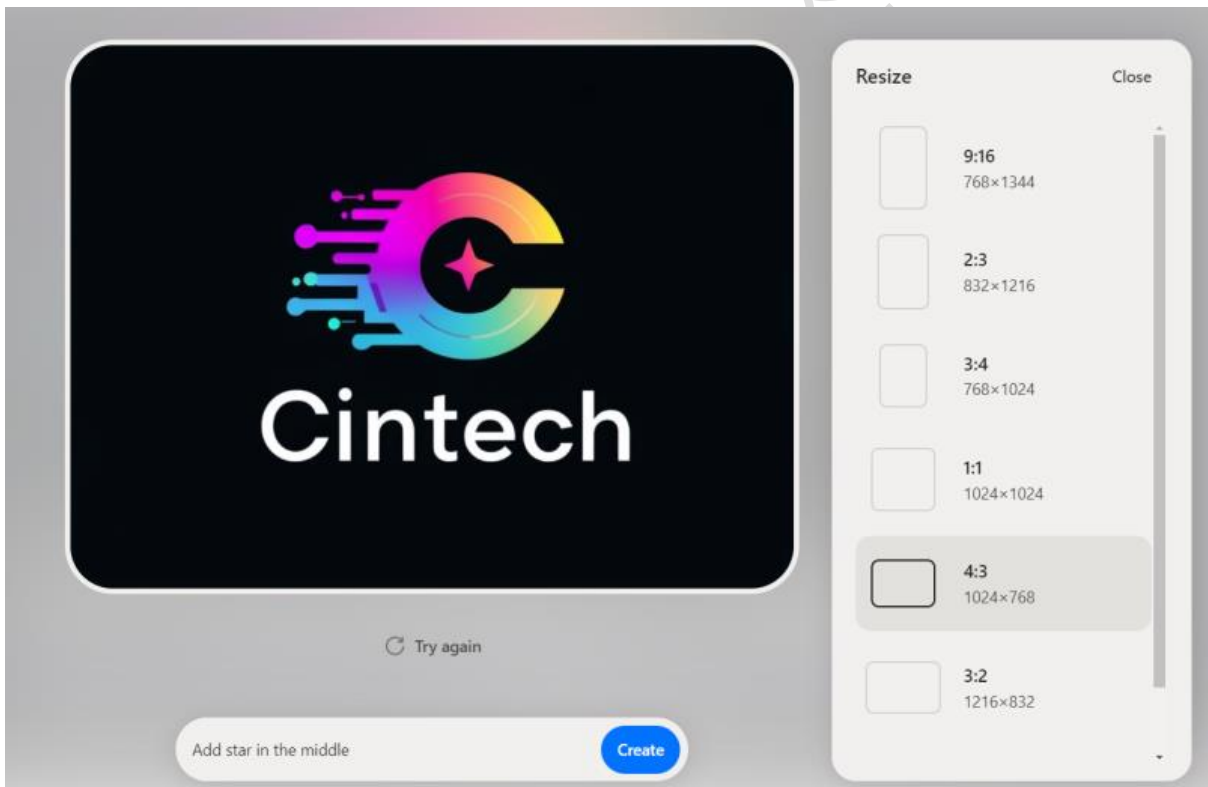 Cintech
Try again
Add star in the middle
Create
Resize
Close
9:16
768×1344
2:3
832×1216
3:4
768×1024
1:1
1024×1024
4:3
1024×768
3:2
1216×832